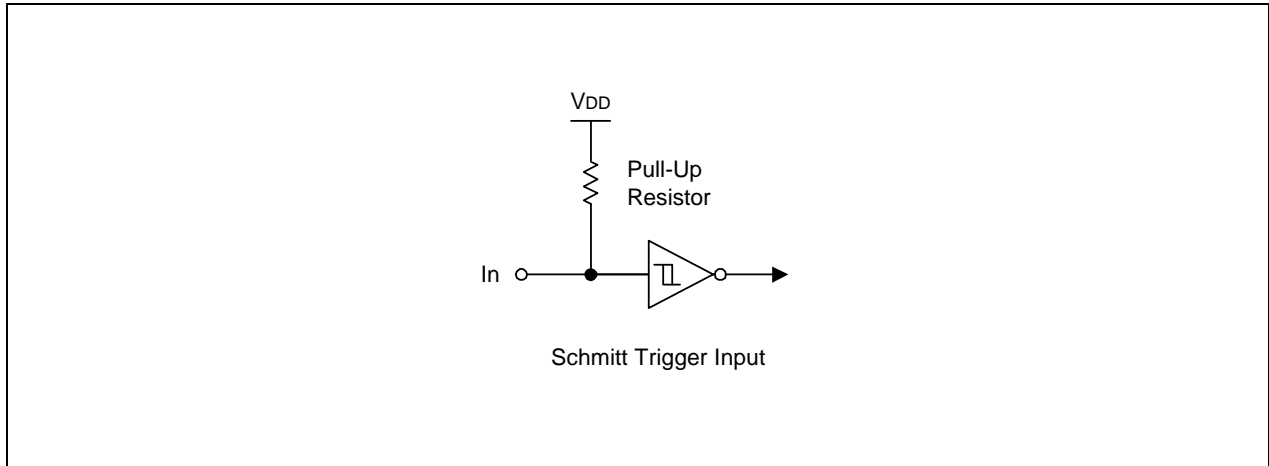 VDD
Pull-Up
Resistor
In
Schmitt Trigger Input